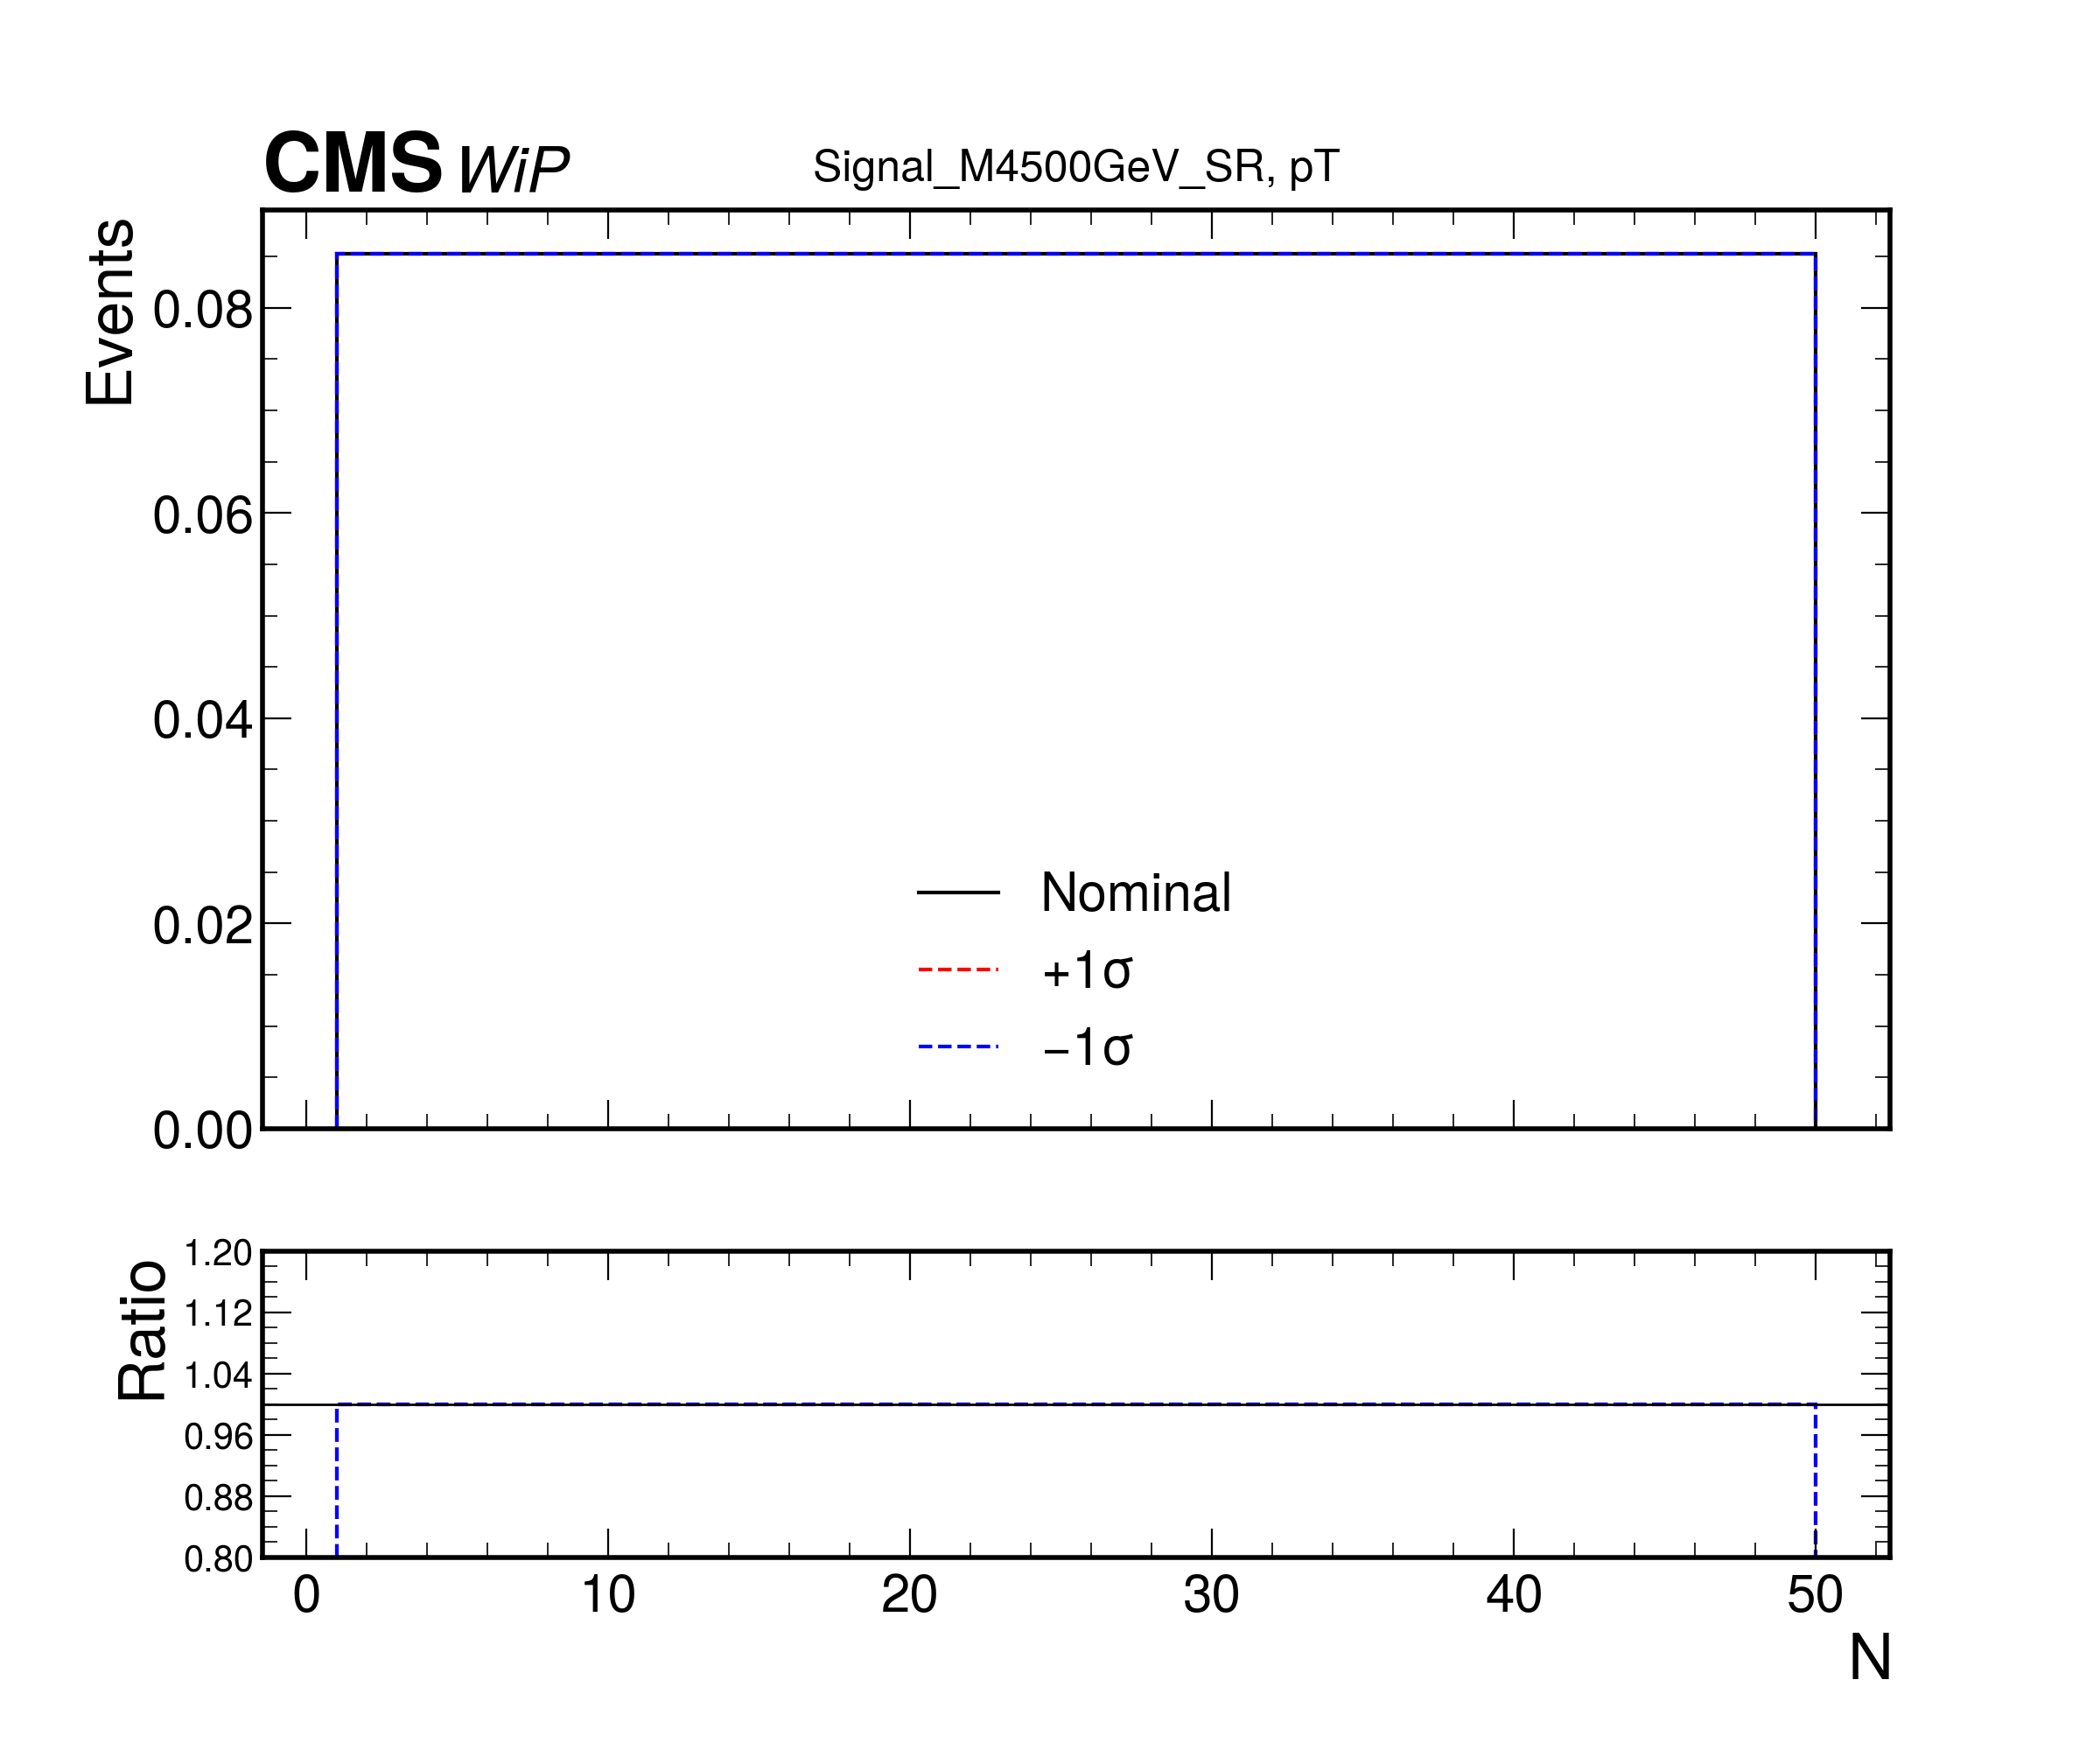 CMS WiP
Signal_M4500GeV_SR, pT
Events
0.08
0.06
0.04
0.02
0.00
Nominal
+1σ
−1σ
Ratio
1.20
1.12
1.04
0.96
0.88
0.80
0 10 20 30 40 50
N